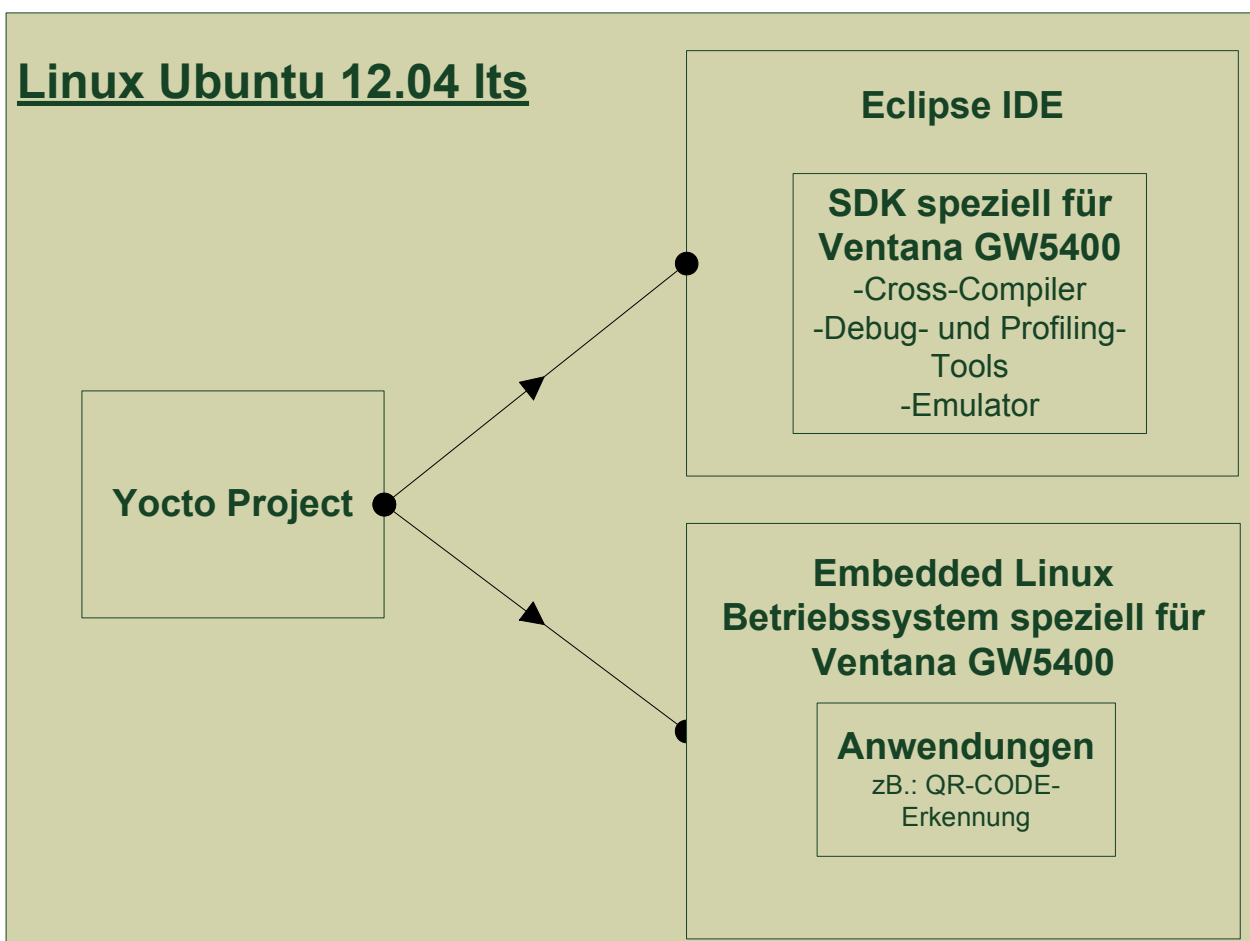 Linux Ubuntu 12.04 lts
Eclipse IDE
SDK speziell für
Ventana GW5400
-Cross-Compiler
-Debug- und Profiling-
Tools
-Emulator
Yocto Project
Embedded Linux
Betriebssystem speziell für
Ventana GW5400
Anwendungen
zB.: QR-CODE-
Erkennung